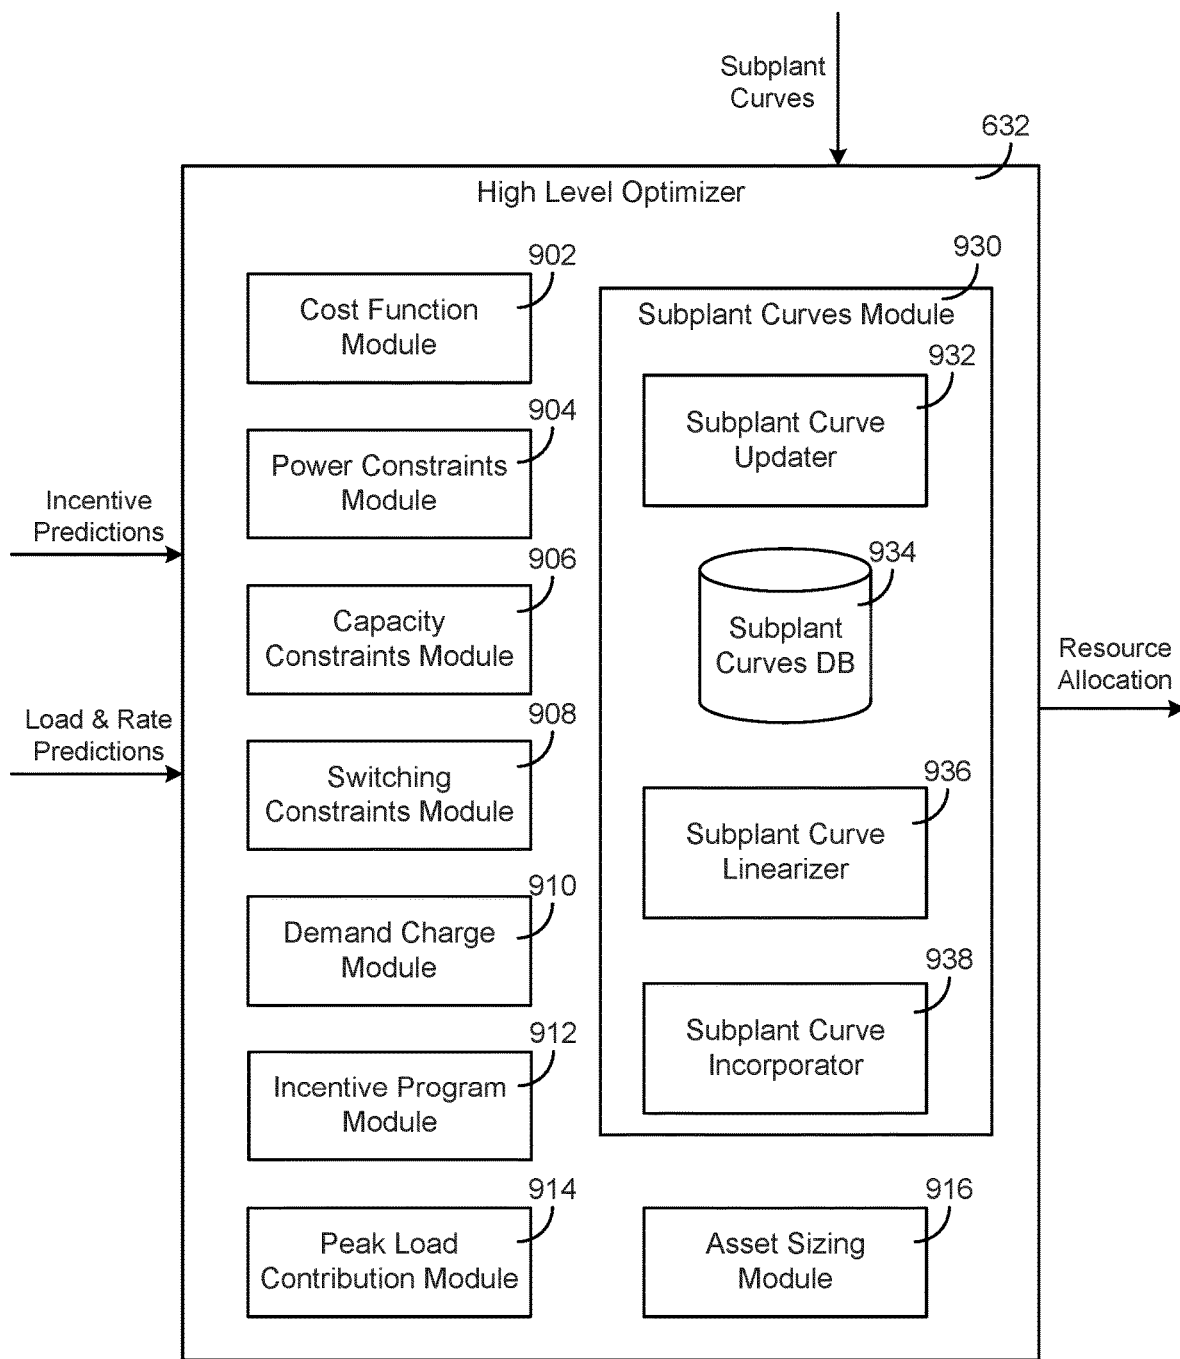 Subplant
Curves
632
High Level Optimizer
902
Cost Function
Module
904
Power Constraints
Module
906
Capacity
Constraints Module
908
Switching
Constraints Module
910
Demand Charge
Module
912
Incentive Program
Module
914
Peak Load
Contribution Module
930
Subplant Curves Module
932
Subplant Curve
Updater
934
Subplant
Curves DB
936
Subplant Curve
Linearizer
938
Subplant Curve
Incorporator
916
Asset Sizing
Module
Incentive
Predictions
Load & Rate
Predictions
Resource
Allocation